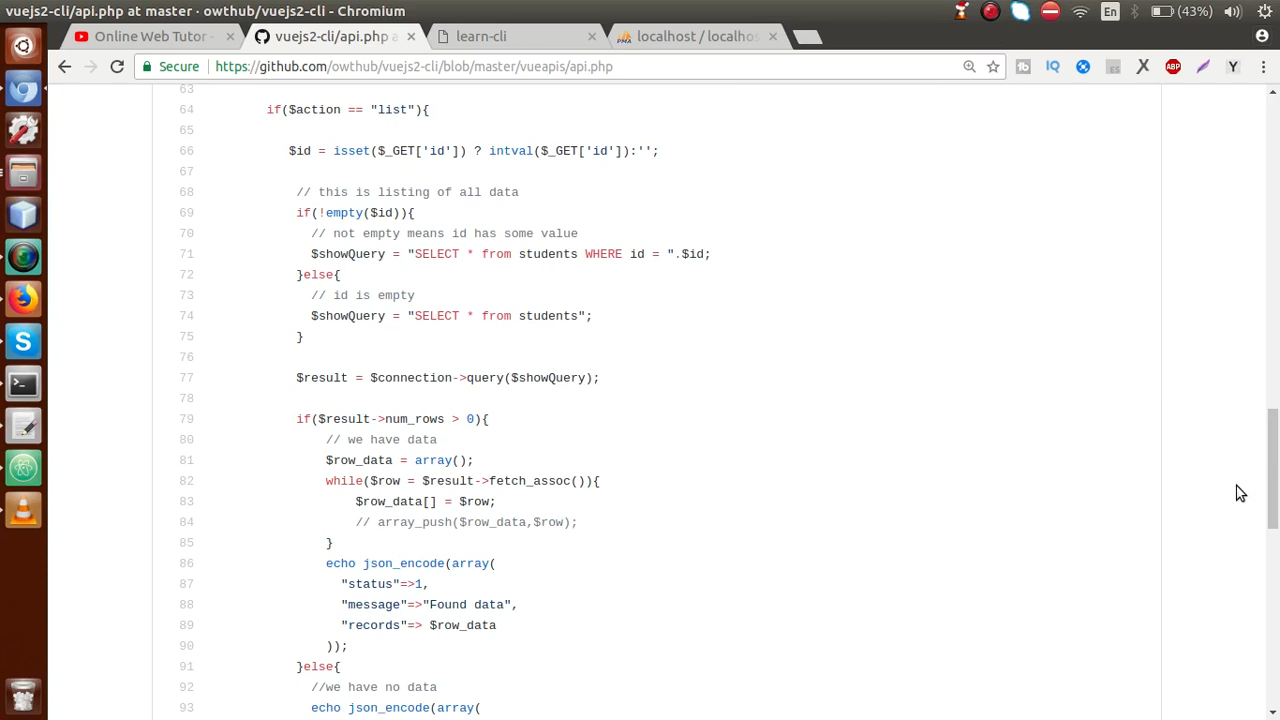 vuejs2-cli/api.php at master · owthub/vuejs2-cli - Chromium
En
(43%)
Online Web Tutor -
vuejs2-cli/api.php a
learn-cli
localhost / localhos
Secure
https://github.com/owthub/vuejs2-cli/blob/master/vueapis/api.php
fb
IQ
ES
X
ABP
Y
63
64 if($action == "list"){
65
66 $id = isset($_GET['id']) ? intval($_GET['id']):'';
67
68 // this is listing of all data
69 if(!empty($id)){
70 // not empty means id has some value
71 $showQuery = "SELECT * from students WHERE id = ".$id;
72 }else{
73 // id is empty
74 $showQuery = "SELECT * from students";
75 }
76
77 $result = $connection->query($showQuery);
78
79 if($result->num_rows > 0){
80 // we have data
81 $row_data = array();
82 while($row = $result->fetch_assoc()){
83 $row_data[] = $row;
84 // array_push($row_data,$row);
85 }
86 echo json_encode(array(
87 "status"=>1,
88 "message"=>"Found data",
89 "records"=> $row_data
90 ));
91 }else{
92 //we have no data
93 echo json_encode(array(